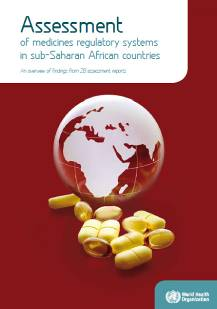 Assessment
of medicines regulatory systems
in sub-Saharan African countries
An overview of findings from 26 assessment reports
World Health
Organization